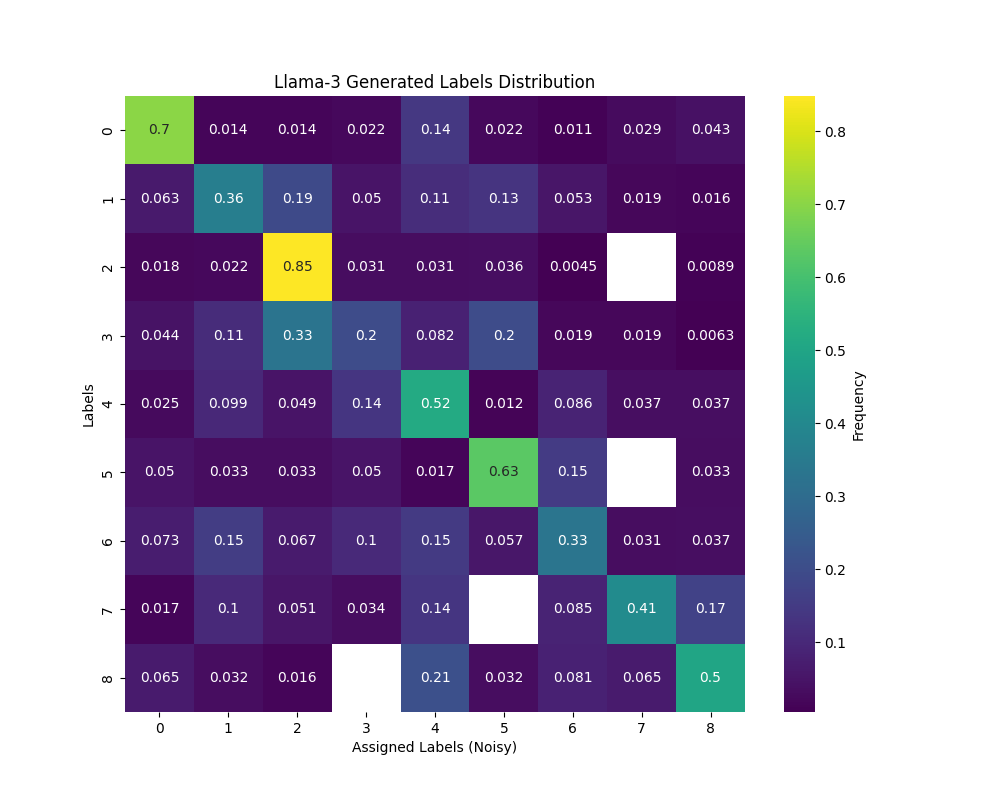 Llama-3 Generated Labels Distribution
0 0.7 0.014 0.014 0.022 0.14 0.022 0.011 0.029 0.043
1 0.063 0.36 0.19 0.05 0.11 0.13 0.053 0.019 0.016
2 0.018 0.022 0.85 0.031 0.031 0.036 0.0045 0.0089
3 0.044 0.11 0.33 0.2 0.082 0.2 0.019 0.019 0.0063
4 0.025 0.099 0.049 0.14 0.52 0.012 0.086 0.037 0.037
5 0.05 0.033 0.033 0.05 0.017 0.63 0.15 0.033
6 0.073 0.15 0.067 0.1 0.15 0.057 0.33 0.031 0.037
7 0.017 0.1 0.051 0.034 0.14 0.085 0.41 0.17
8 0.065 0.032 0.016 0.21 0.032 0.081 0.065 0.5
0 1 2 3 4 5 6 7 8
Assigned Labels (Noisy)
Labels
0.8
0.7
0.6
0.5
0.4
0.3
0.2
0.1
Frequency